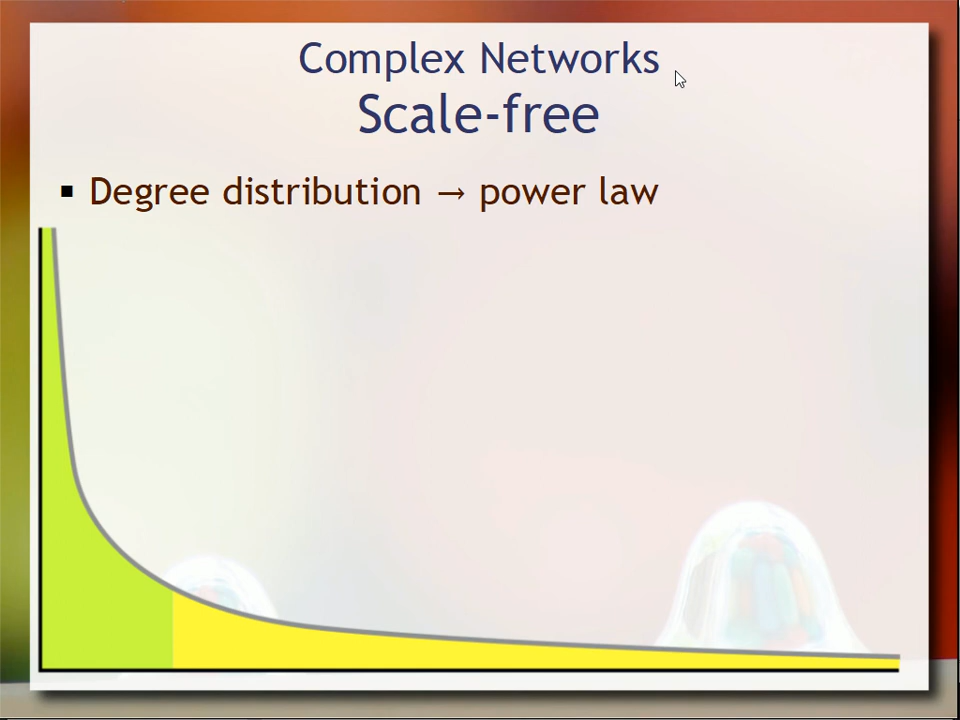 Complex Networks
Scale-free
▪ Degree distribution → power law